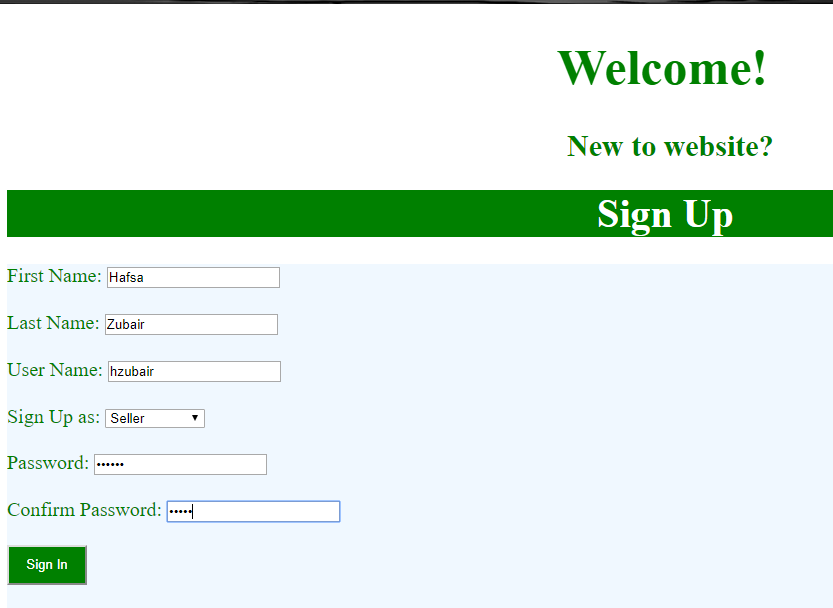 Welcome!
New to website?
Sign Up
First Name: Hafsa
Last Name: Zubair
User Name: hzubair
Sign Up as: Seller
Password: ••••••
Confirm Password: •••••
Sign In